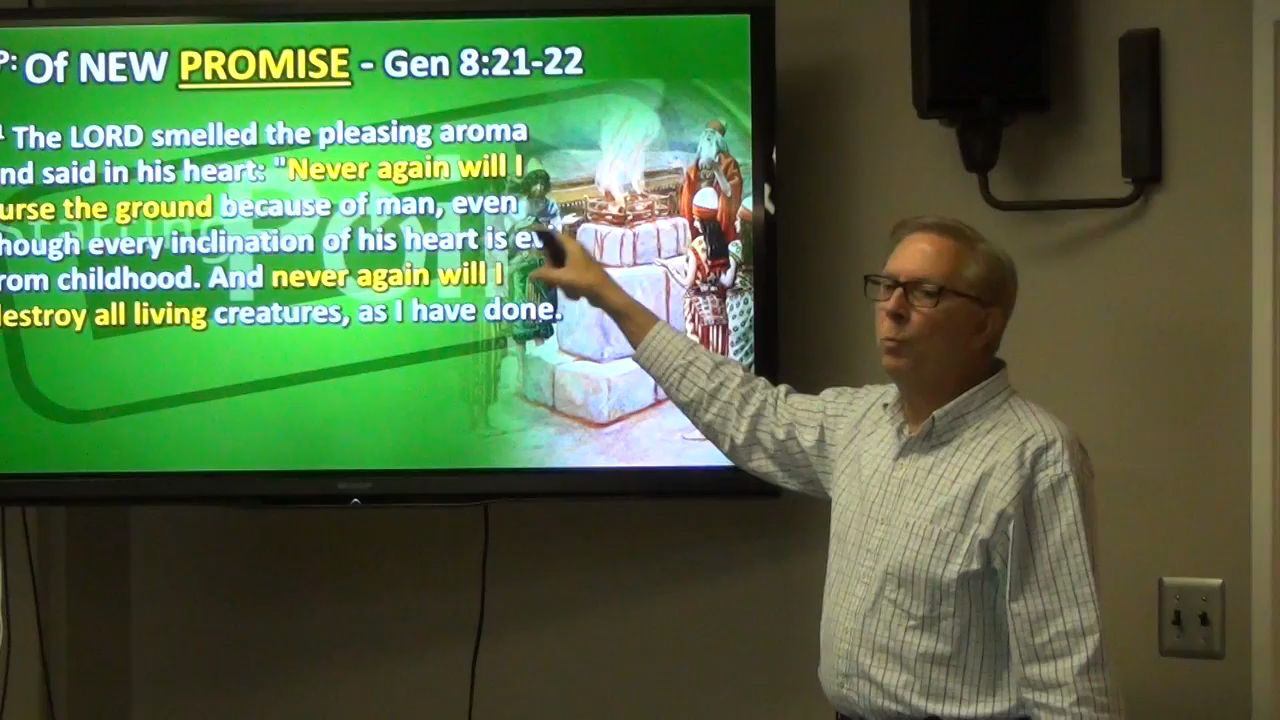 P: Of NEW PROMISE - Gen 8:21-22
The LORD smelled the pleasing aroma
nd said in his heart: "Never again will I
urse the ground because of man, even
hough every inclination of his heart is ev
rom childhood. And never again will I
estroy all living creatures, as I have done.